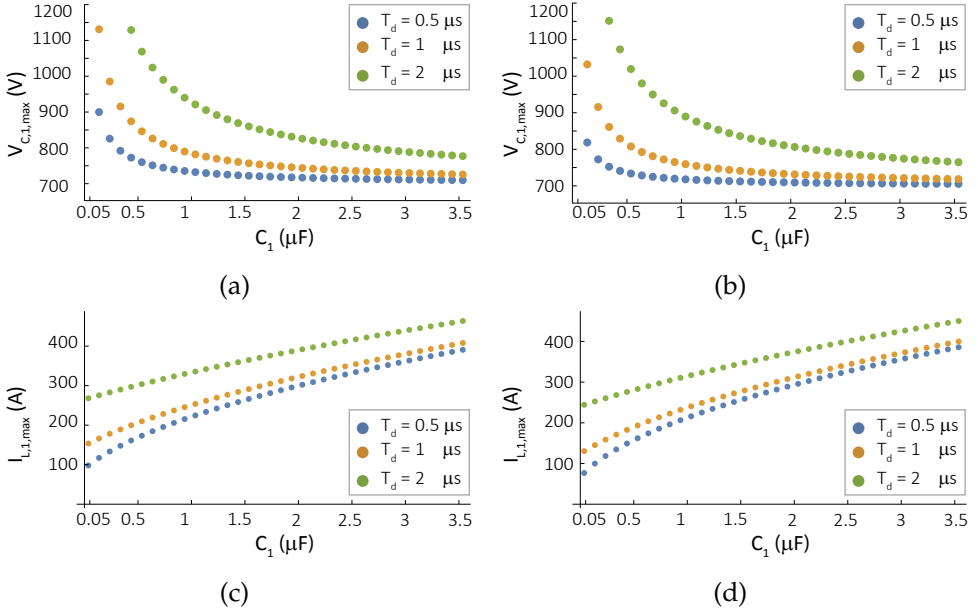 1200
1100
1000
900
800
700
V_C,1,max (V)
0.05 0.5 1 1.5 2 2.5 3 3.5
C_1 (μF)
T_d = 0.5 μs
T_d = 1 μs
T_d = 2 μs
(a)
1200
1100
1000
900
800
700
V_C,1,max (V)
0.05 0.5 1 1.5 2 2.5 3 3.5
C_1 (μF)
T_d = 0.5 μs
T_d = 1 μs
T_d = 2 μs
(b)
400
300
200
100
I_L,1,max (A)
0.05 0.5 1 1.5 2 2.5 3 3.5
C_1 (μF)
T_d = 0.5 μs
T_d = 1 μs
T_d = 2 μs
(c)
400
300
200
100
I_L,1,max (A)
0.05 0.5 1 1.5 2 2.5 3 3.5
C_1 (μF)
T_d = 0.5 μs
T_d = 1 μs
T_d = 2 μs
(d)